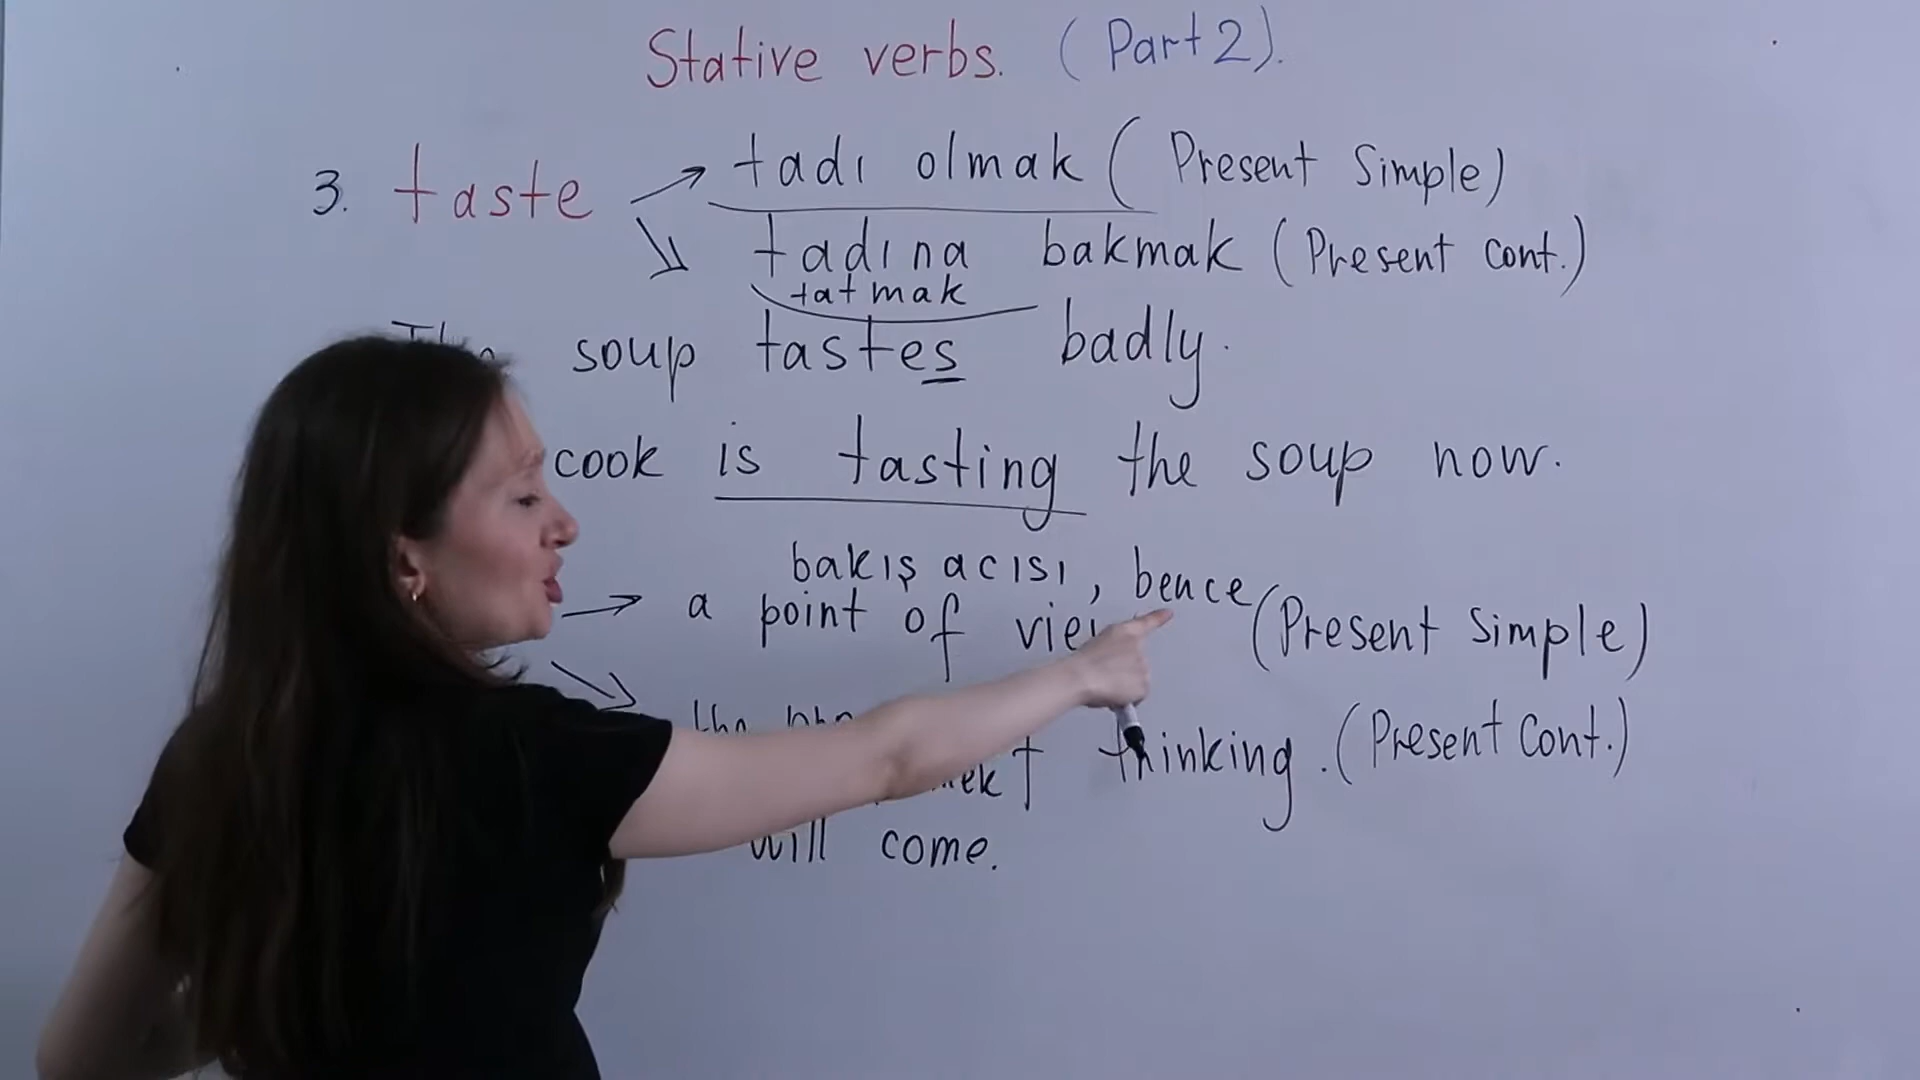 Stative verbs. (Part 2).
3. taste → tadı olmak (Present Simple)
tadına bakmak (Present cont.)
tatmak
soup tastes badly.
cook is tasting the soup now.
bakış acısı, bence
→ a point of (Present Simple)
thinking. (Present Cont.)
will come.